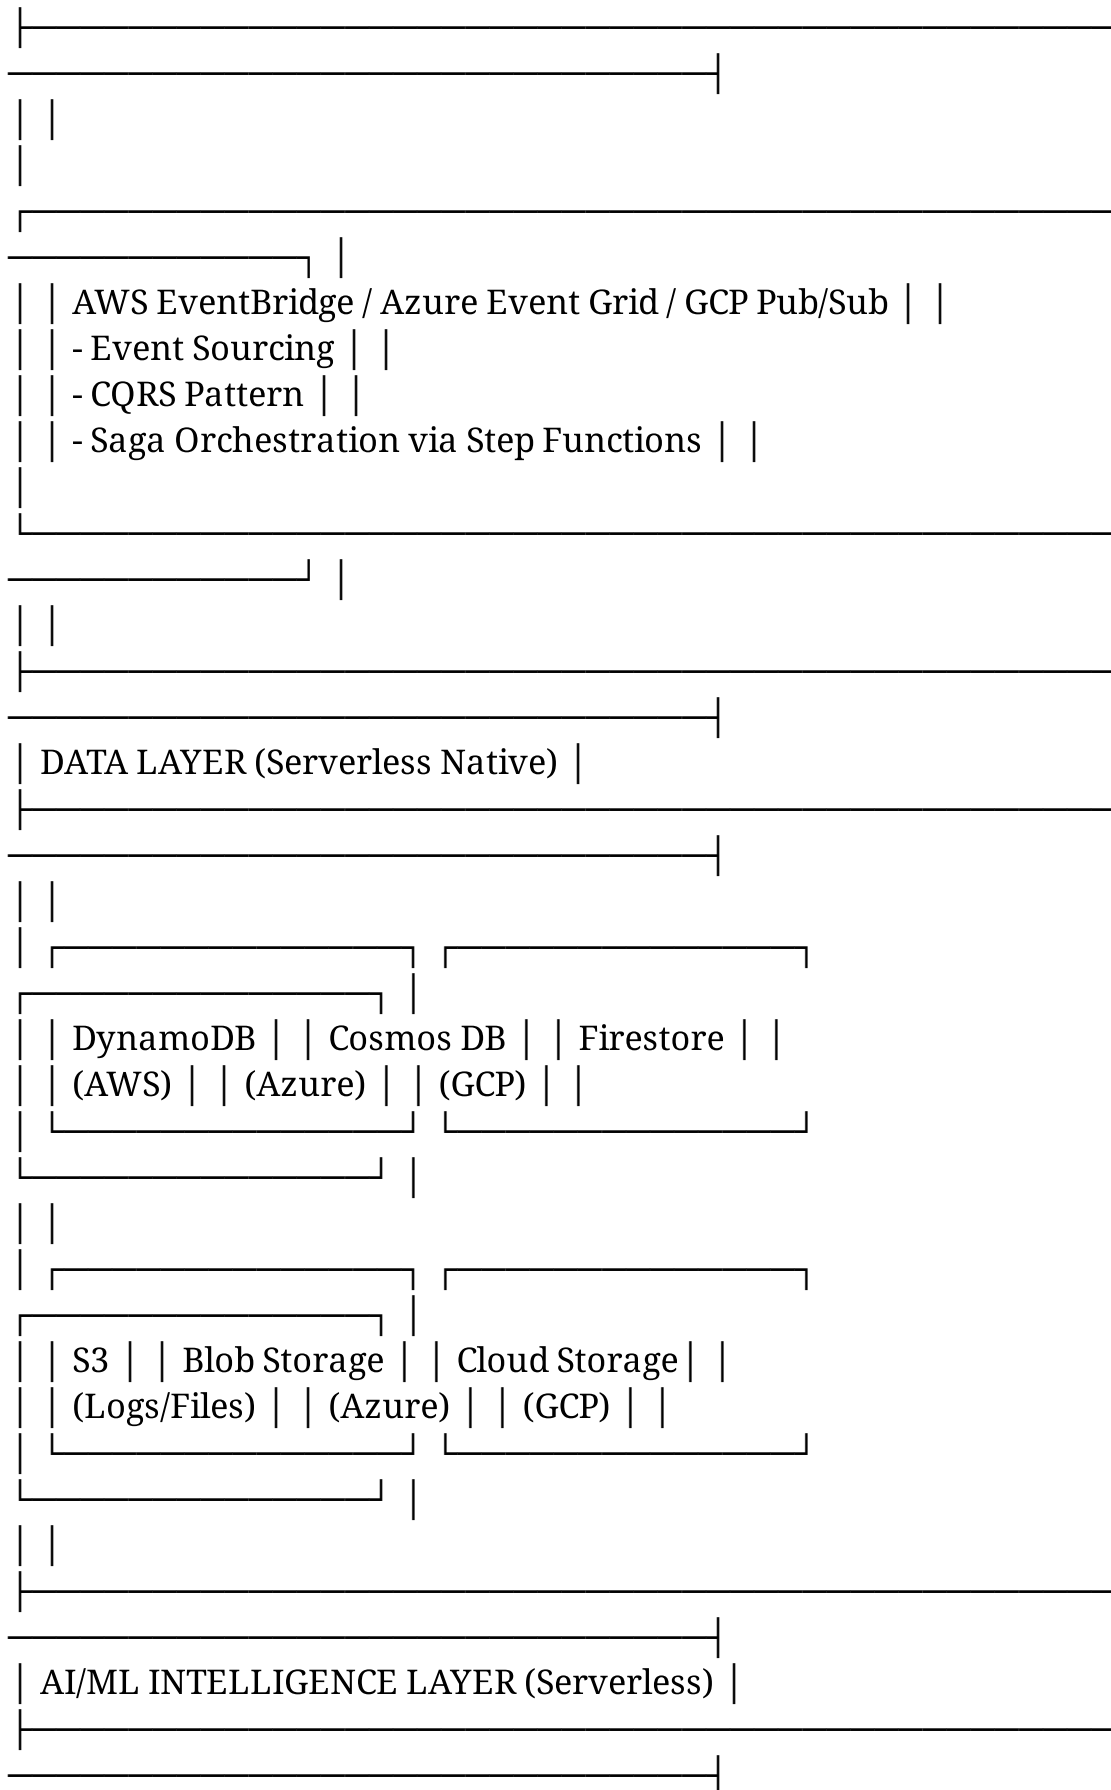 ├──────────────────────────────────────────────
──────────────────────────────┤
│ │
│
┌──────────────────────────────────────────────
─────────────┐ │
│ │ AWS EventBridge / Azure Event Grid / GCP Pub/Sub │ │
│ │ - Event Sourcing │ │
│ │ - CQRS Pattern │ │
│ │ - Saga Orchestration via Step Functions │ │
│
└──────────────────────────────────────────────
─────────────┘ │
│ │
├──────────────────────────────────────────────
──────────────────────────────┤
│ DATA LAYER (Serverless Native) │
├──────────────────────────────────────────────
──────────────────────────────┤
│ │
│ ┌───────────────┐ ┌───────────────┐
┌───────────────┐ │
│ │ DynamoDB │ │ Cosmos DB │ │ Firestore │ │
│ │ (AWS) │ │ (Azure) │ │ (GCP) │ │
│ └───────────────┘ └───────────────┘
└───────────────┘ │
│ │
│ ┌───────────────┐ ┌───────────────┐
┌───────────────┐ │
│ │ S3 │ │ Blob Storage │ │ Cloud Storage│ │
│ │ (Logs/Files) │ │ (Azure) │ │ (GCP) │ │
│ └───────────────┘ └───────────────┘
└───────────────┘ │
│ │
├──────────────────────────────────────────────
──────────────────────────────┤
│ AI/ML INTELLIGENCE LAYER (Serverless) │
├──────────────────────────────────────────────
──────────────────────────────┤